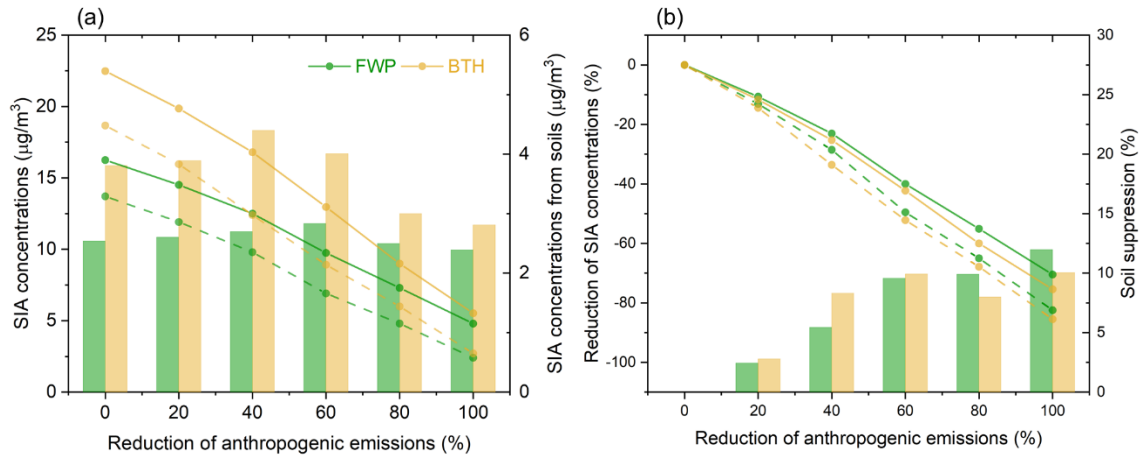 (a)
25
20
15
10
5
0
SIA concentrations (μg/m³)
6
4
2
0
SIA concentrations from soils (μg/m³)
FWP BTH
0 20 40 60 80 100
Reduction of anthropogenic emissions (%)
(b)
0
-20
-40
-60
-80
-100
Reduction of SIA concentrations (%)
30
25
20
15
10
5
0
Soil suppression (%)
0 20 40 60 80 100
Reduction of anthropogenic emissions (%)